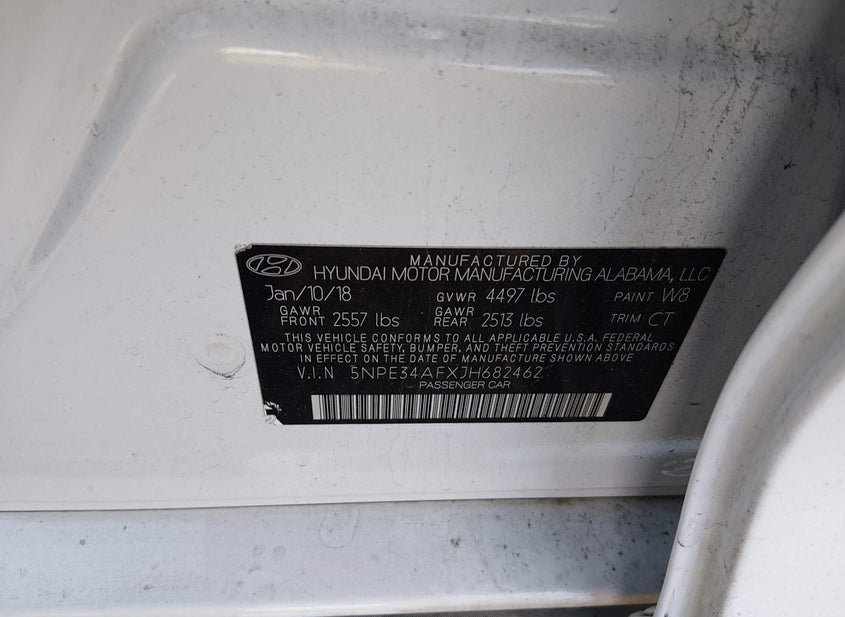 MANUFACTURED BY
HYUNDAI MOTOR MANUFACTURING ALABAMA, LLC
Jan/10/18 GVWR 4497 lbs PAINT W8
GAWR FRONT 2557 lbs GAWR REAR 2513 lbs TRIM CT
THIS VEHICLE CONFORMS TO ALL APPLICABLE U.S.A. FEDERAL
MOTOR VEHICLE SAFETY, BUMPER, AND THEFT PREVENTION STANDARDS
IN EFFECT ON THE DATE OF MANUFACTURE SHOWN ABOVE
V.I.N 5NPE34AFXJH682462
PASSENGER CAR